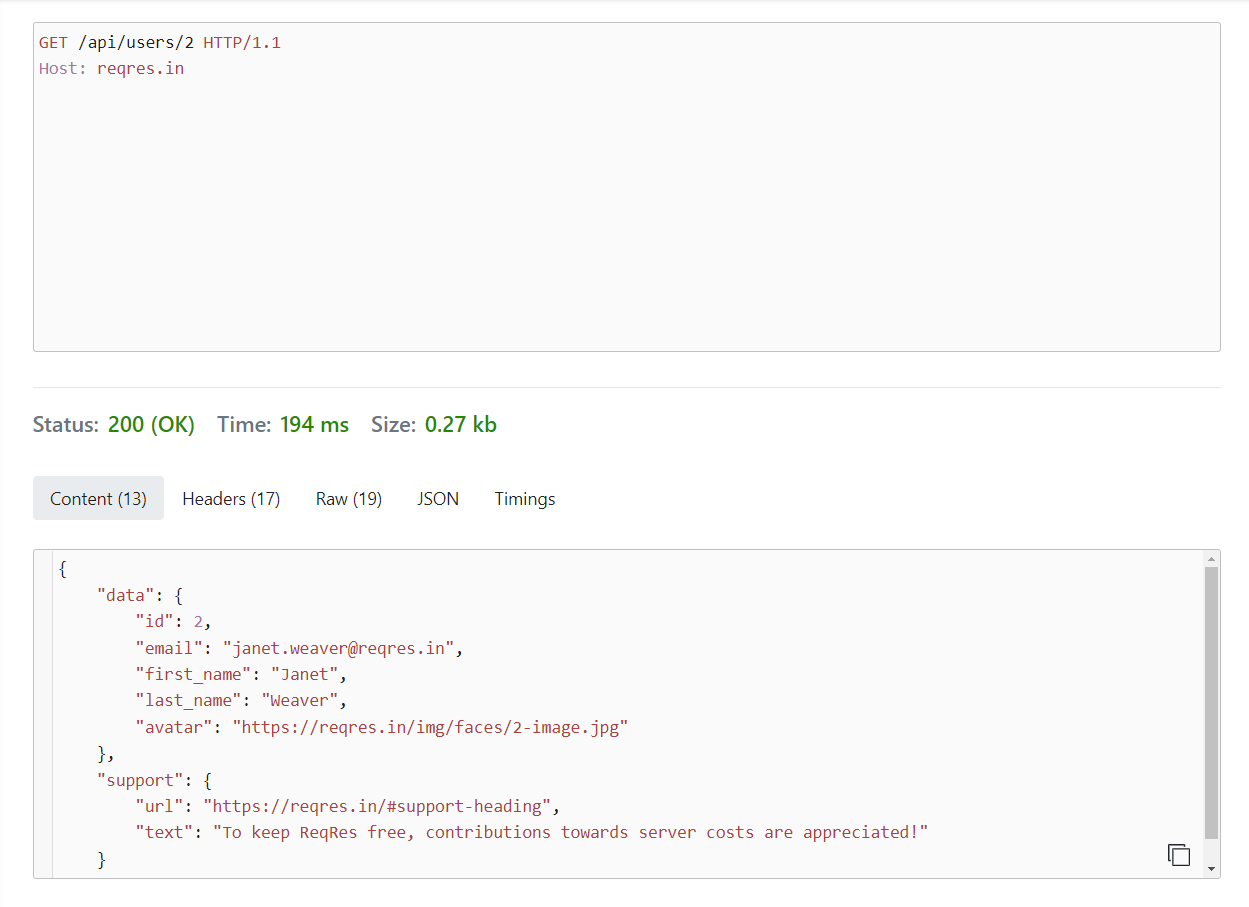 GET /api/users/2 HTTP/1.1
Host: reqres.in
Status: 200 (OK) Time: 194 ms Size: 0.27 kb
Content (13) Headers (17) Raw (19) JSON Timings
{
    "data": {
        "id": 2,
        "email": "janet.weaver@reqres.in",
        "first_name": "Janet",
        "last_name": "Weaver",
        "avatar": "https://reqres.in/img/faces/2-image.jpg"
    },
    "support": {
        "url": "https://reqres.in/#support-heading",
        "text": "To keep ReqRes free, contributions towards server costs are appreciated!"
    }